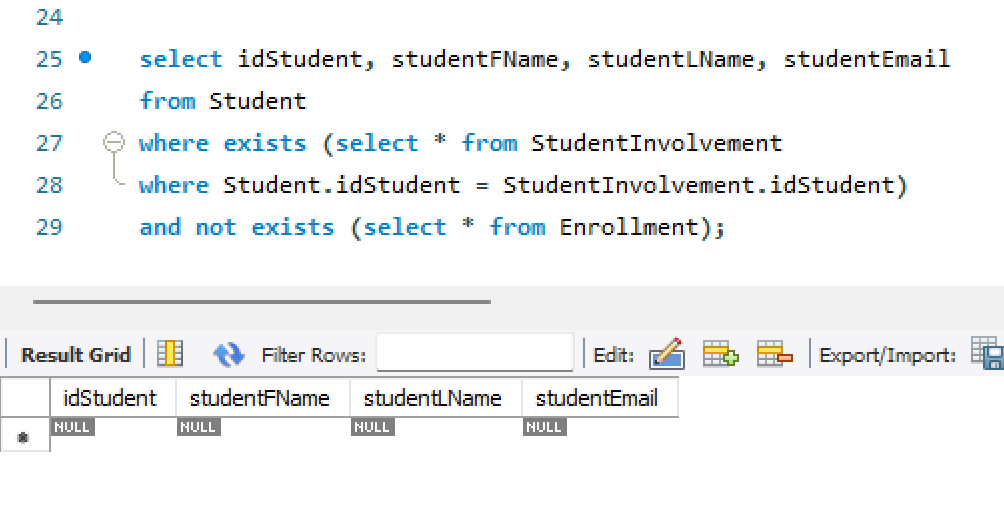 24
25 select idStudent, studentFName, studentLName, studentEmail
26 from Student
27 where exists (select * from StudentInvolvement
28 where Student.idStudent = StudentInvolvement.idStudent)
29 and not exists (select * from Enrollment);
Result Grid Filter Rows: Edit: Export/Import:
idStudent studentFName studentLName studentEmail
NULL NULL NULL NULL